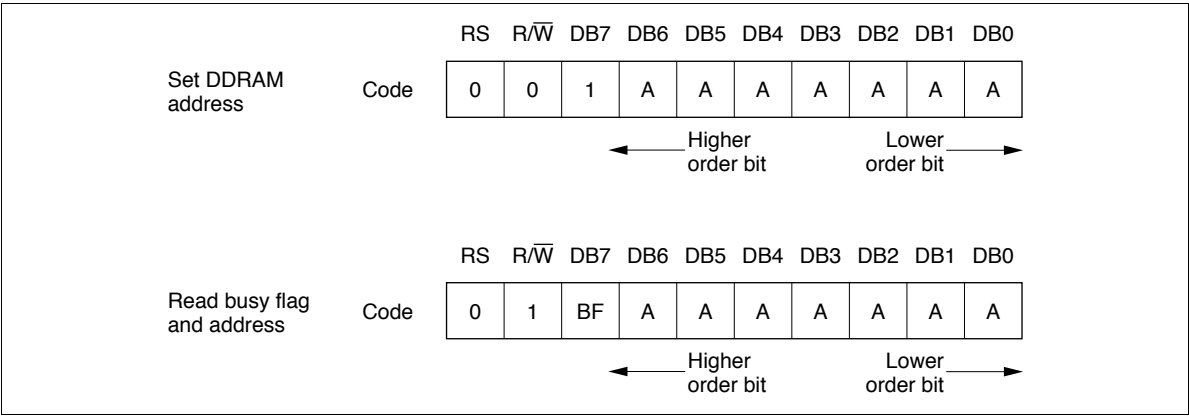 RS R/W̅ DB7 DB6 DB5 DB4 DB3 DB2 DB1 DB0
Set DDRAM
address
Code 0 0 1 A A A A A A A
Higher
order bit
Lower
order bit
RS R/W̅ DB7 DB6 DB5 DB4 DB3 DB2 DB1 DB0
Read busy flag
and address
Code 0 1 BF A A A A A A A
Higher
order bit
Lower
order bit